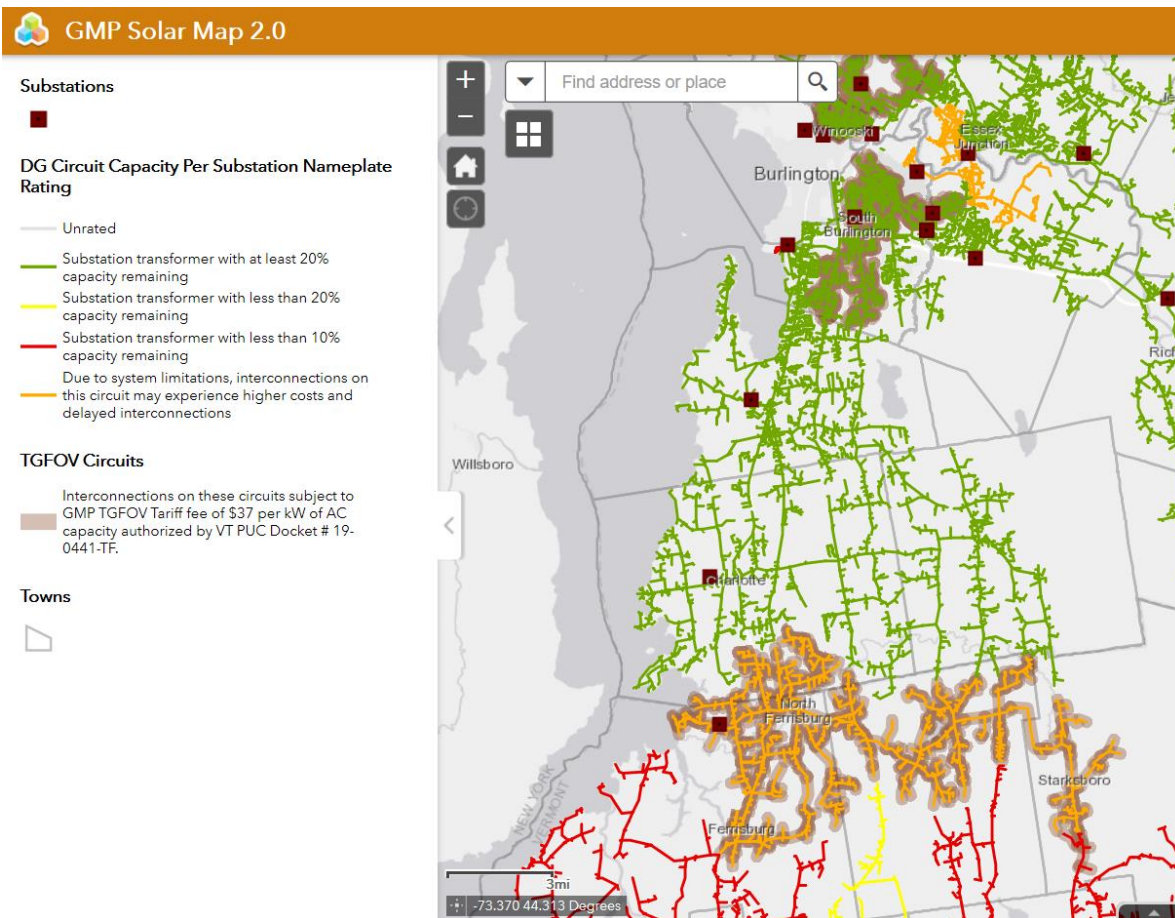 GMP Solar Map 2.0
Substations
DG Circuit Capacity Per Substation Nameplate
Rating
Unrated
Substation transformer with at least 20%
capacity remaining
Substation transformer with less than 20%
capacity remaining
Substation transformer with less than 10%
capacity remaining
Due to system limitations, interconnections on
this circuit may experience higher costs and
delayed interconnections
TGFOV Circuits
Interconnections on these circuits subject to
GMP TGFOV Tariff fee of $37 per kW of AC
capacity authorized by VT PUC Docket # 19-
0441-TF.
Towns
+
Find address or place
−
Je
Winooski
Essex
Junction
Burlington
South
Burlington
Ric
Willsboro
Charlotte
North
Ferrisburg
Starksboro
NEW YORK
VERMONT
Ferrisburg
3mi
-73.370 44.313 Degrees